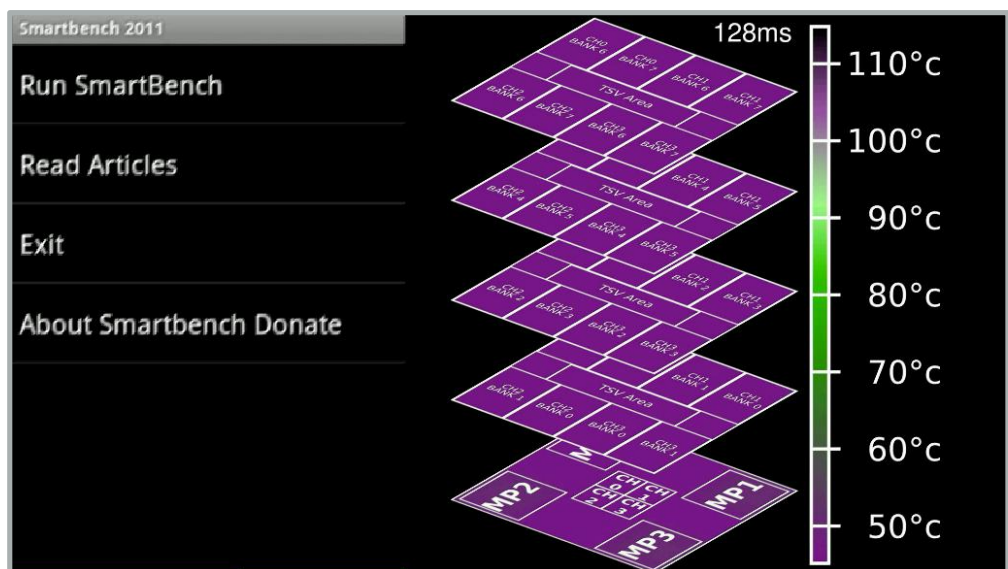 Smartbench 2011
Run SmartBench
Read Articles
Exit
About Smartbench Donate
128ms
CH0 BANK 6
CH0 BANK 7
CH1 BANK 6
CH1 BANK 7
TSV Area
CH2 BANK 6
CH2 BANK 7
CH3 BANK 6
CH3 BANK 7
CH1 BANK 4
CH1 BANK 5
TSV Area
CH2 BANK 4
CH2 BANK 5
CH3 BANK 4
CH3 BANK 5
CH1 BANK 2
CH1 BANK 3
TSV Area
CH2 BANK 2
CH2 BANK 3
CH3 BANK 2
CH3 BANK 3
CH1 BANK 1
CH1 BANK 0
TSV Area
CH2 BANK 1
CH2 BANK 0
CH3 BANK 0
CH3 BANK 1
MP2
CH 0
CH 1
CH 2
CH 3
MP1
MP3
110°c
100°c
90°c
80°c
70°c
60°c
50°c